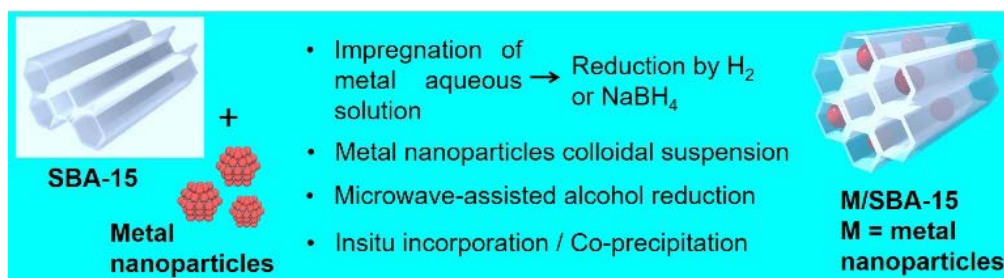 SBA-15
+
Metal
nanoparticles
• Impregnation of
metal aqueous
solution → Reduction by H₂
or NaBH₄
• Metal nanoparticles colloidal suspension
• Microwave-assisted alcohol reduction
• Insitu incorporation / Co-precipitation
M/SBA-15
M = metal
nanoparticles